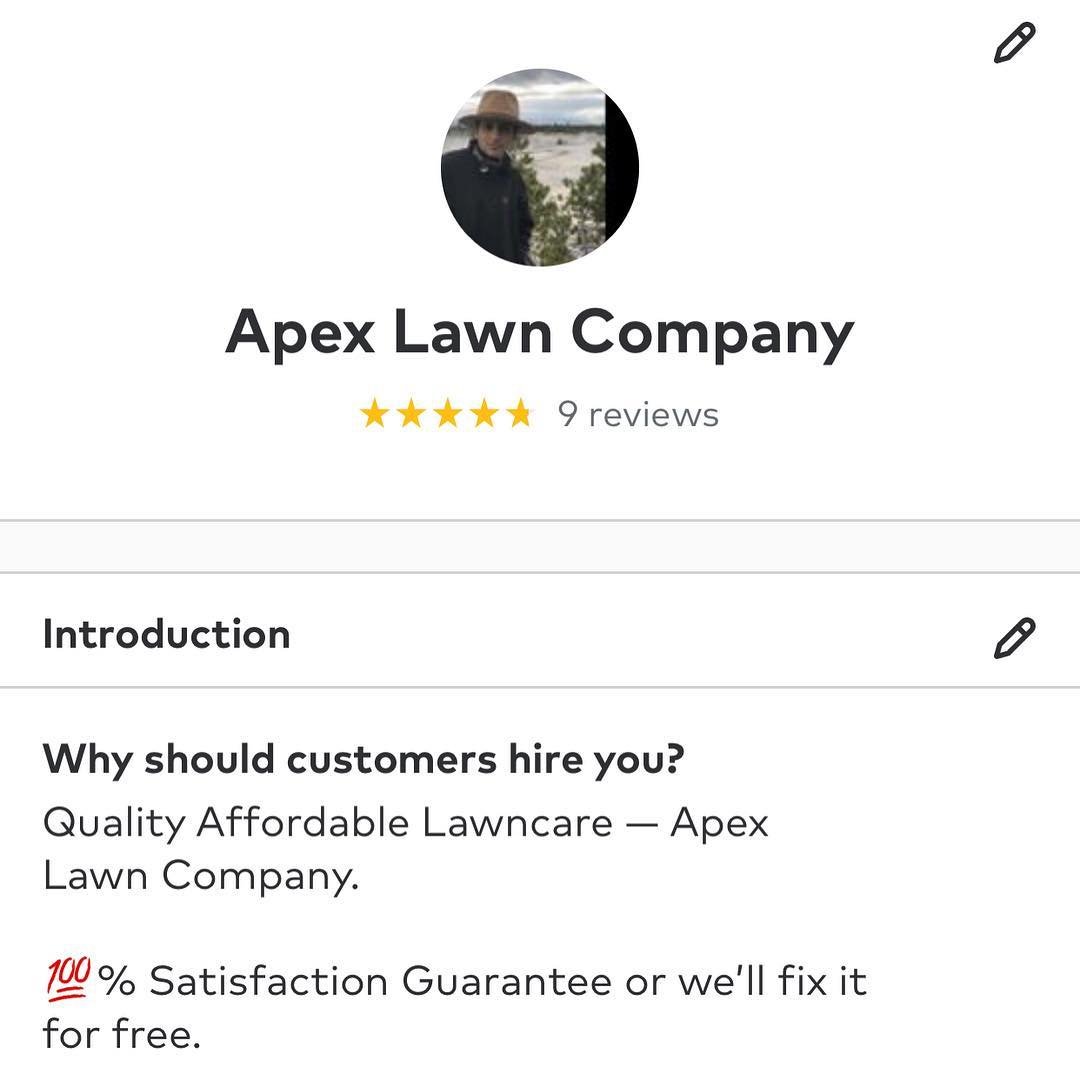 Apex Lawn Company
9 reviews
Introduction
Why should customers hire you?
Quality Affordable Lawncare — Apex
Lawn Company.
💯% Satisfaction Guarantee or we'll fix it
for free.